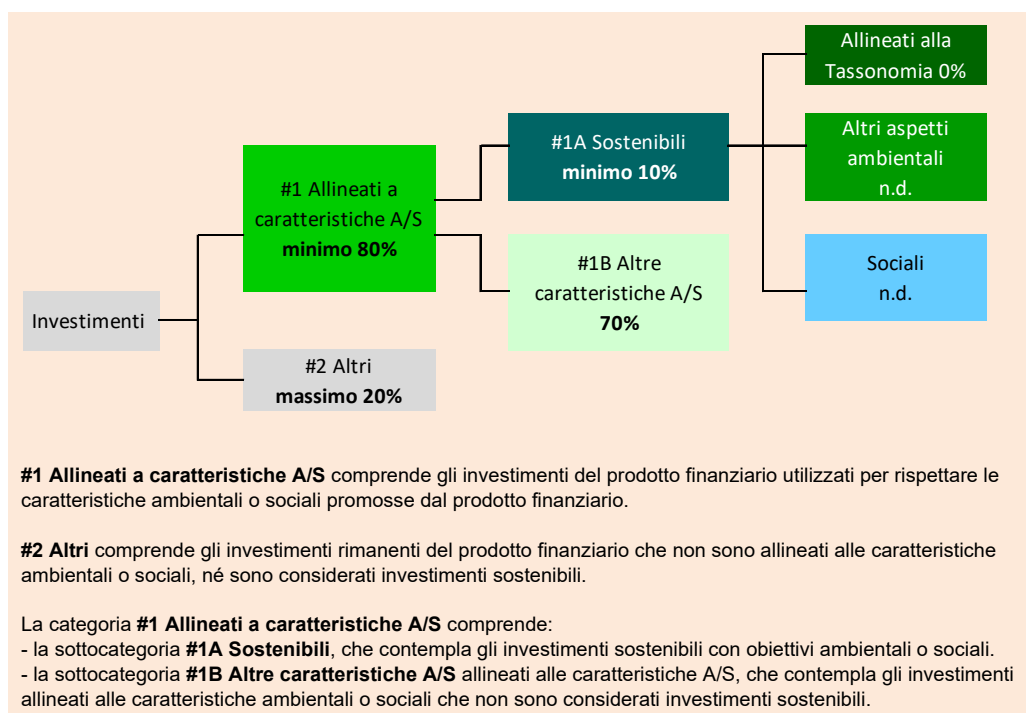 Allineati alla
Tassonomia 0%
#1A Sostenibili
minimo 10%
Altri aspetti
ambientali
n.d.
#1 Allineati a
caratteristiche A/S
minimo 80%
#1B Altre
caratteristiche A/S
70%
Sociali
n.d.
Investimenti
#2 Altri
massimo 20%
#1 Allineati a caratteristiche A/S comprende gli investimenti del prodotto finanziario utilizzati per rispettare le
caratteristiche ambientali o sociali promosse dal prodotto finanziario.
#2 Altri comprende gli investimenti rimanenti del prodotto finanziario che non sono allineati alle caratteristiche
ambientali o sociali, né sono considerati investimenti sostenibili.
La categoria #1 Allineati a caratteristiche A/S comprende:
- la sottocategoria #1A Sostenibili, che contempla gli investimenti sostenibili con obiettivi ambientali o sociali.
- la sottocategoria #1B Altre caratteristiche A/S allineati alle caratteristiche A/S, che contempla gli investimenti
allineati alle caratteristiche ambientali o sociali che non sono considerati investimenti sostenibili.